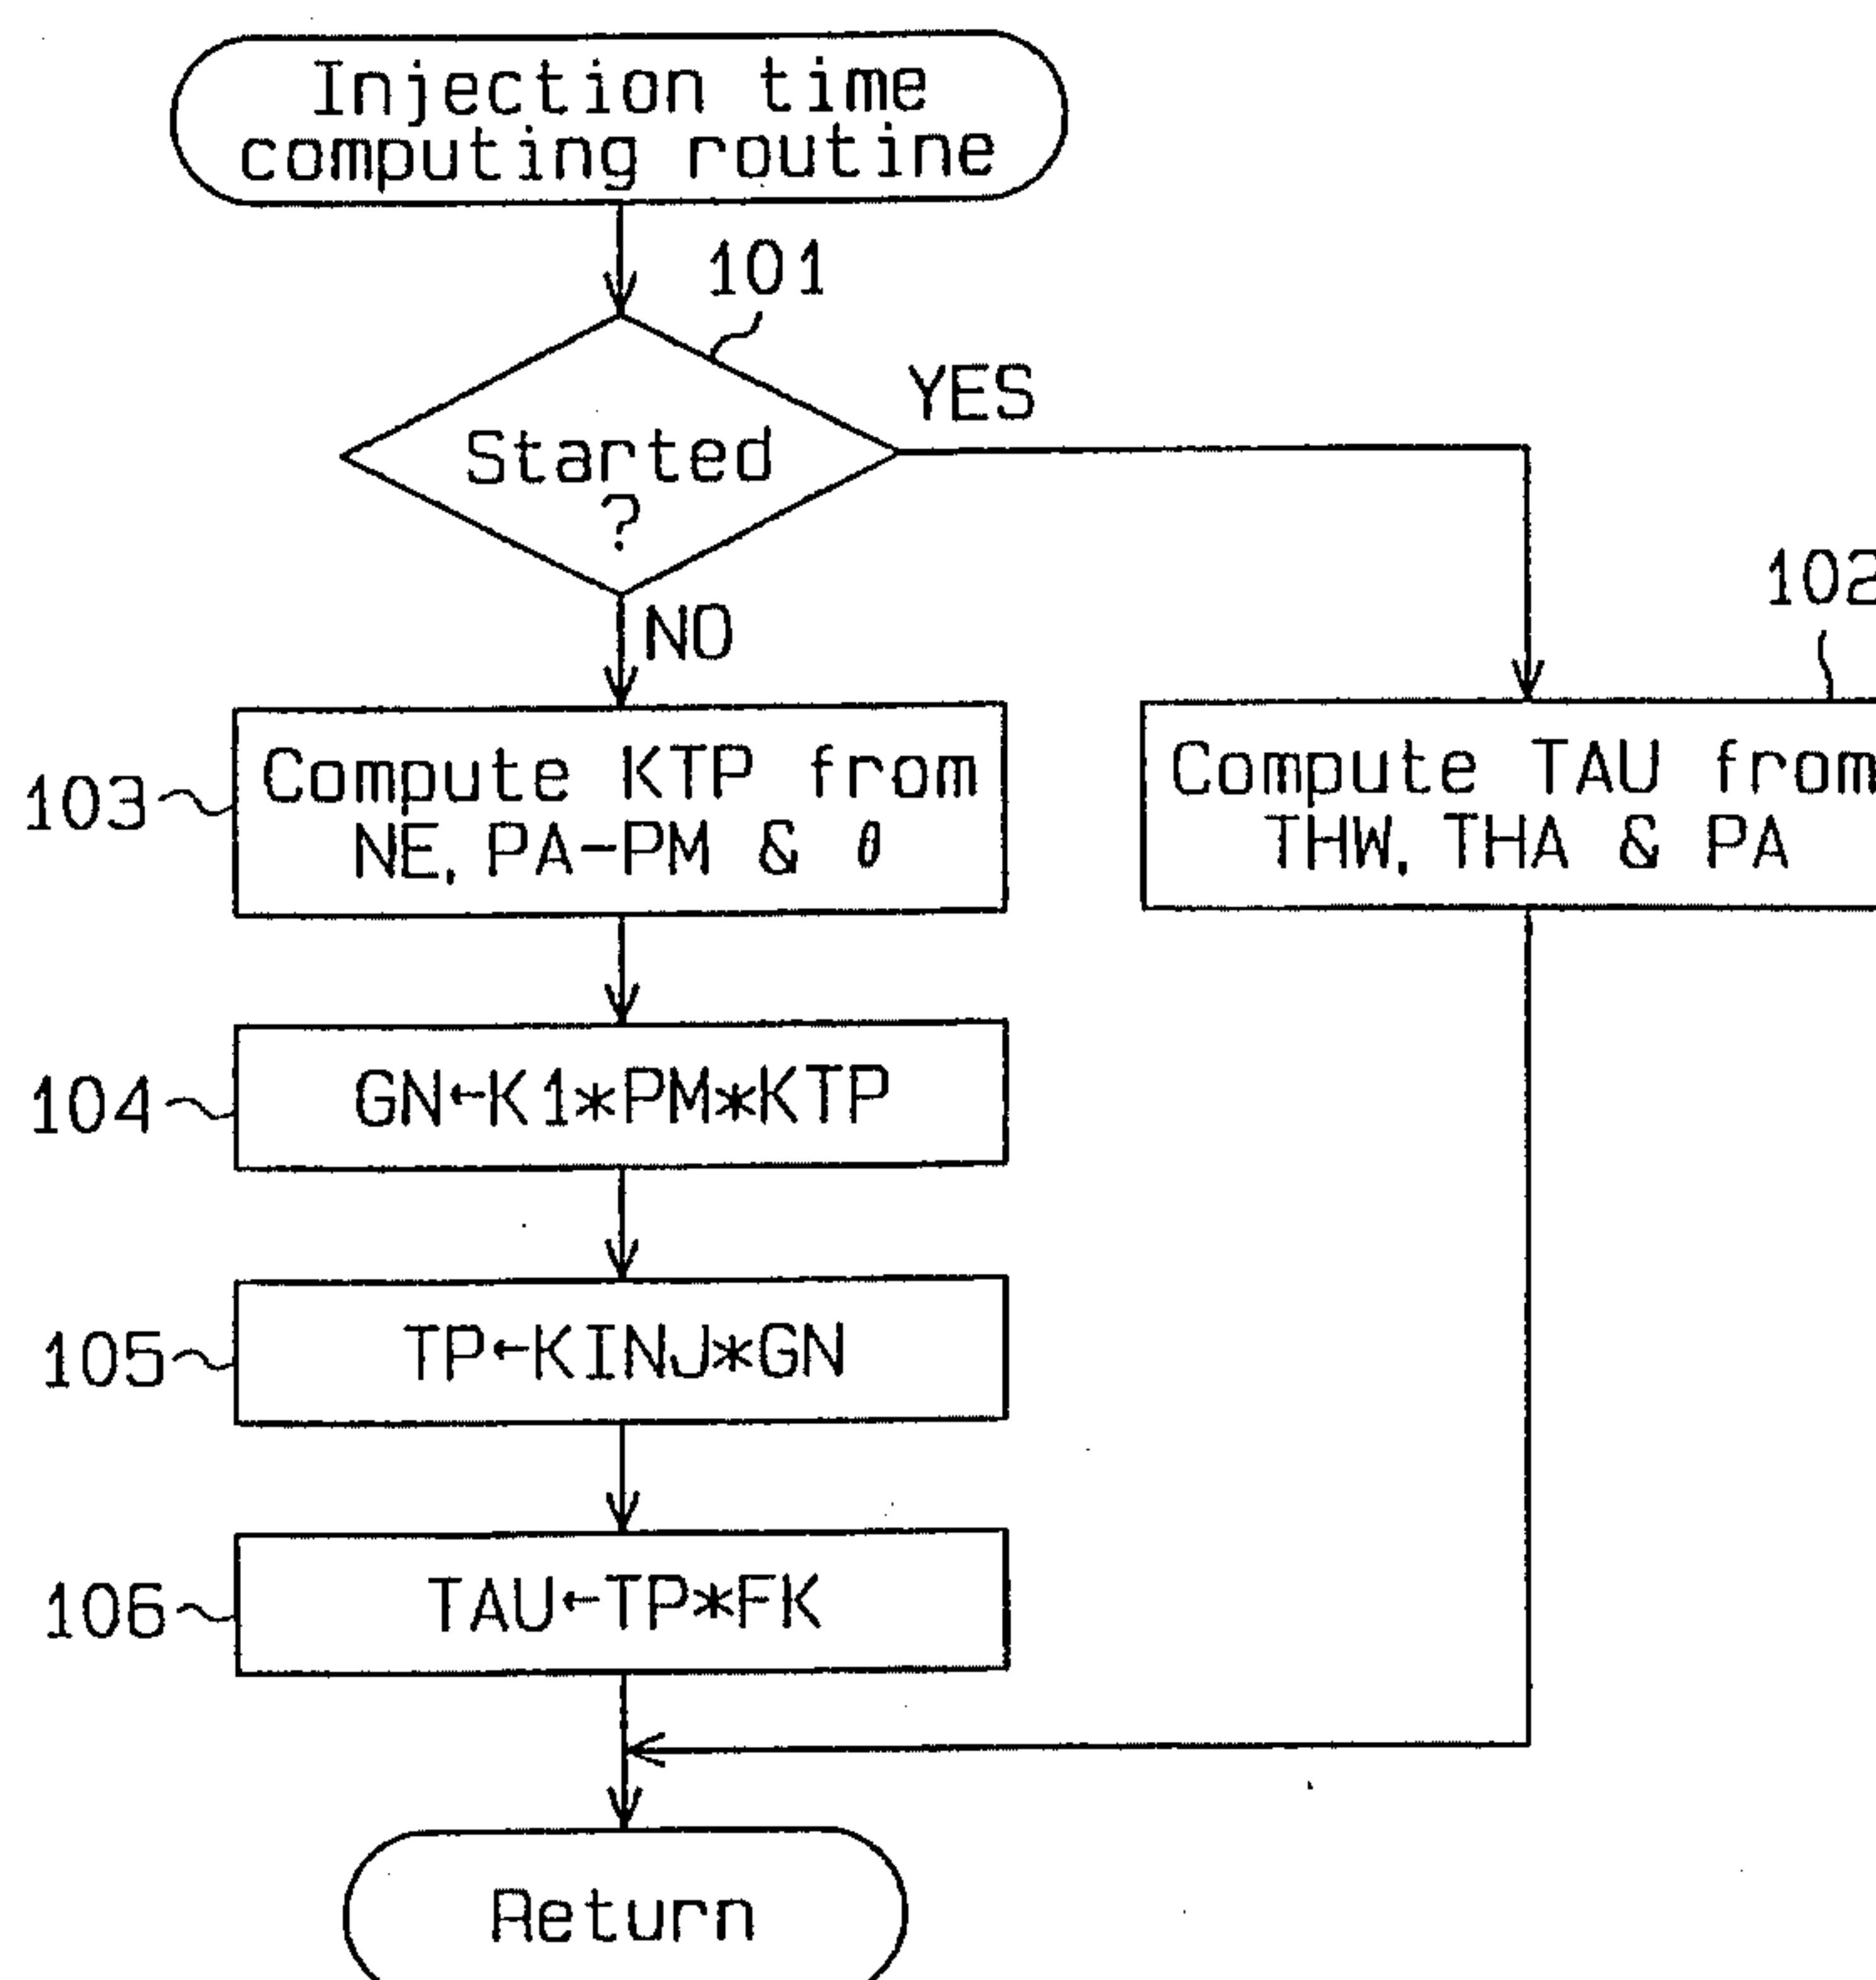 Injection time
computing routine
101
YES
Started
?
NO
102
103
Compute KTP from
NE, PA-PM & θ
Compute TAU from
THW, THA & PA
104
GN←K1*PM*KTP
105
TP←KINJ*GN
106
TAU←TP*FK
Return